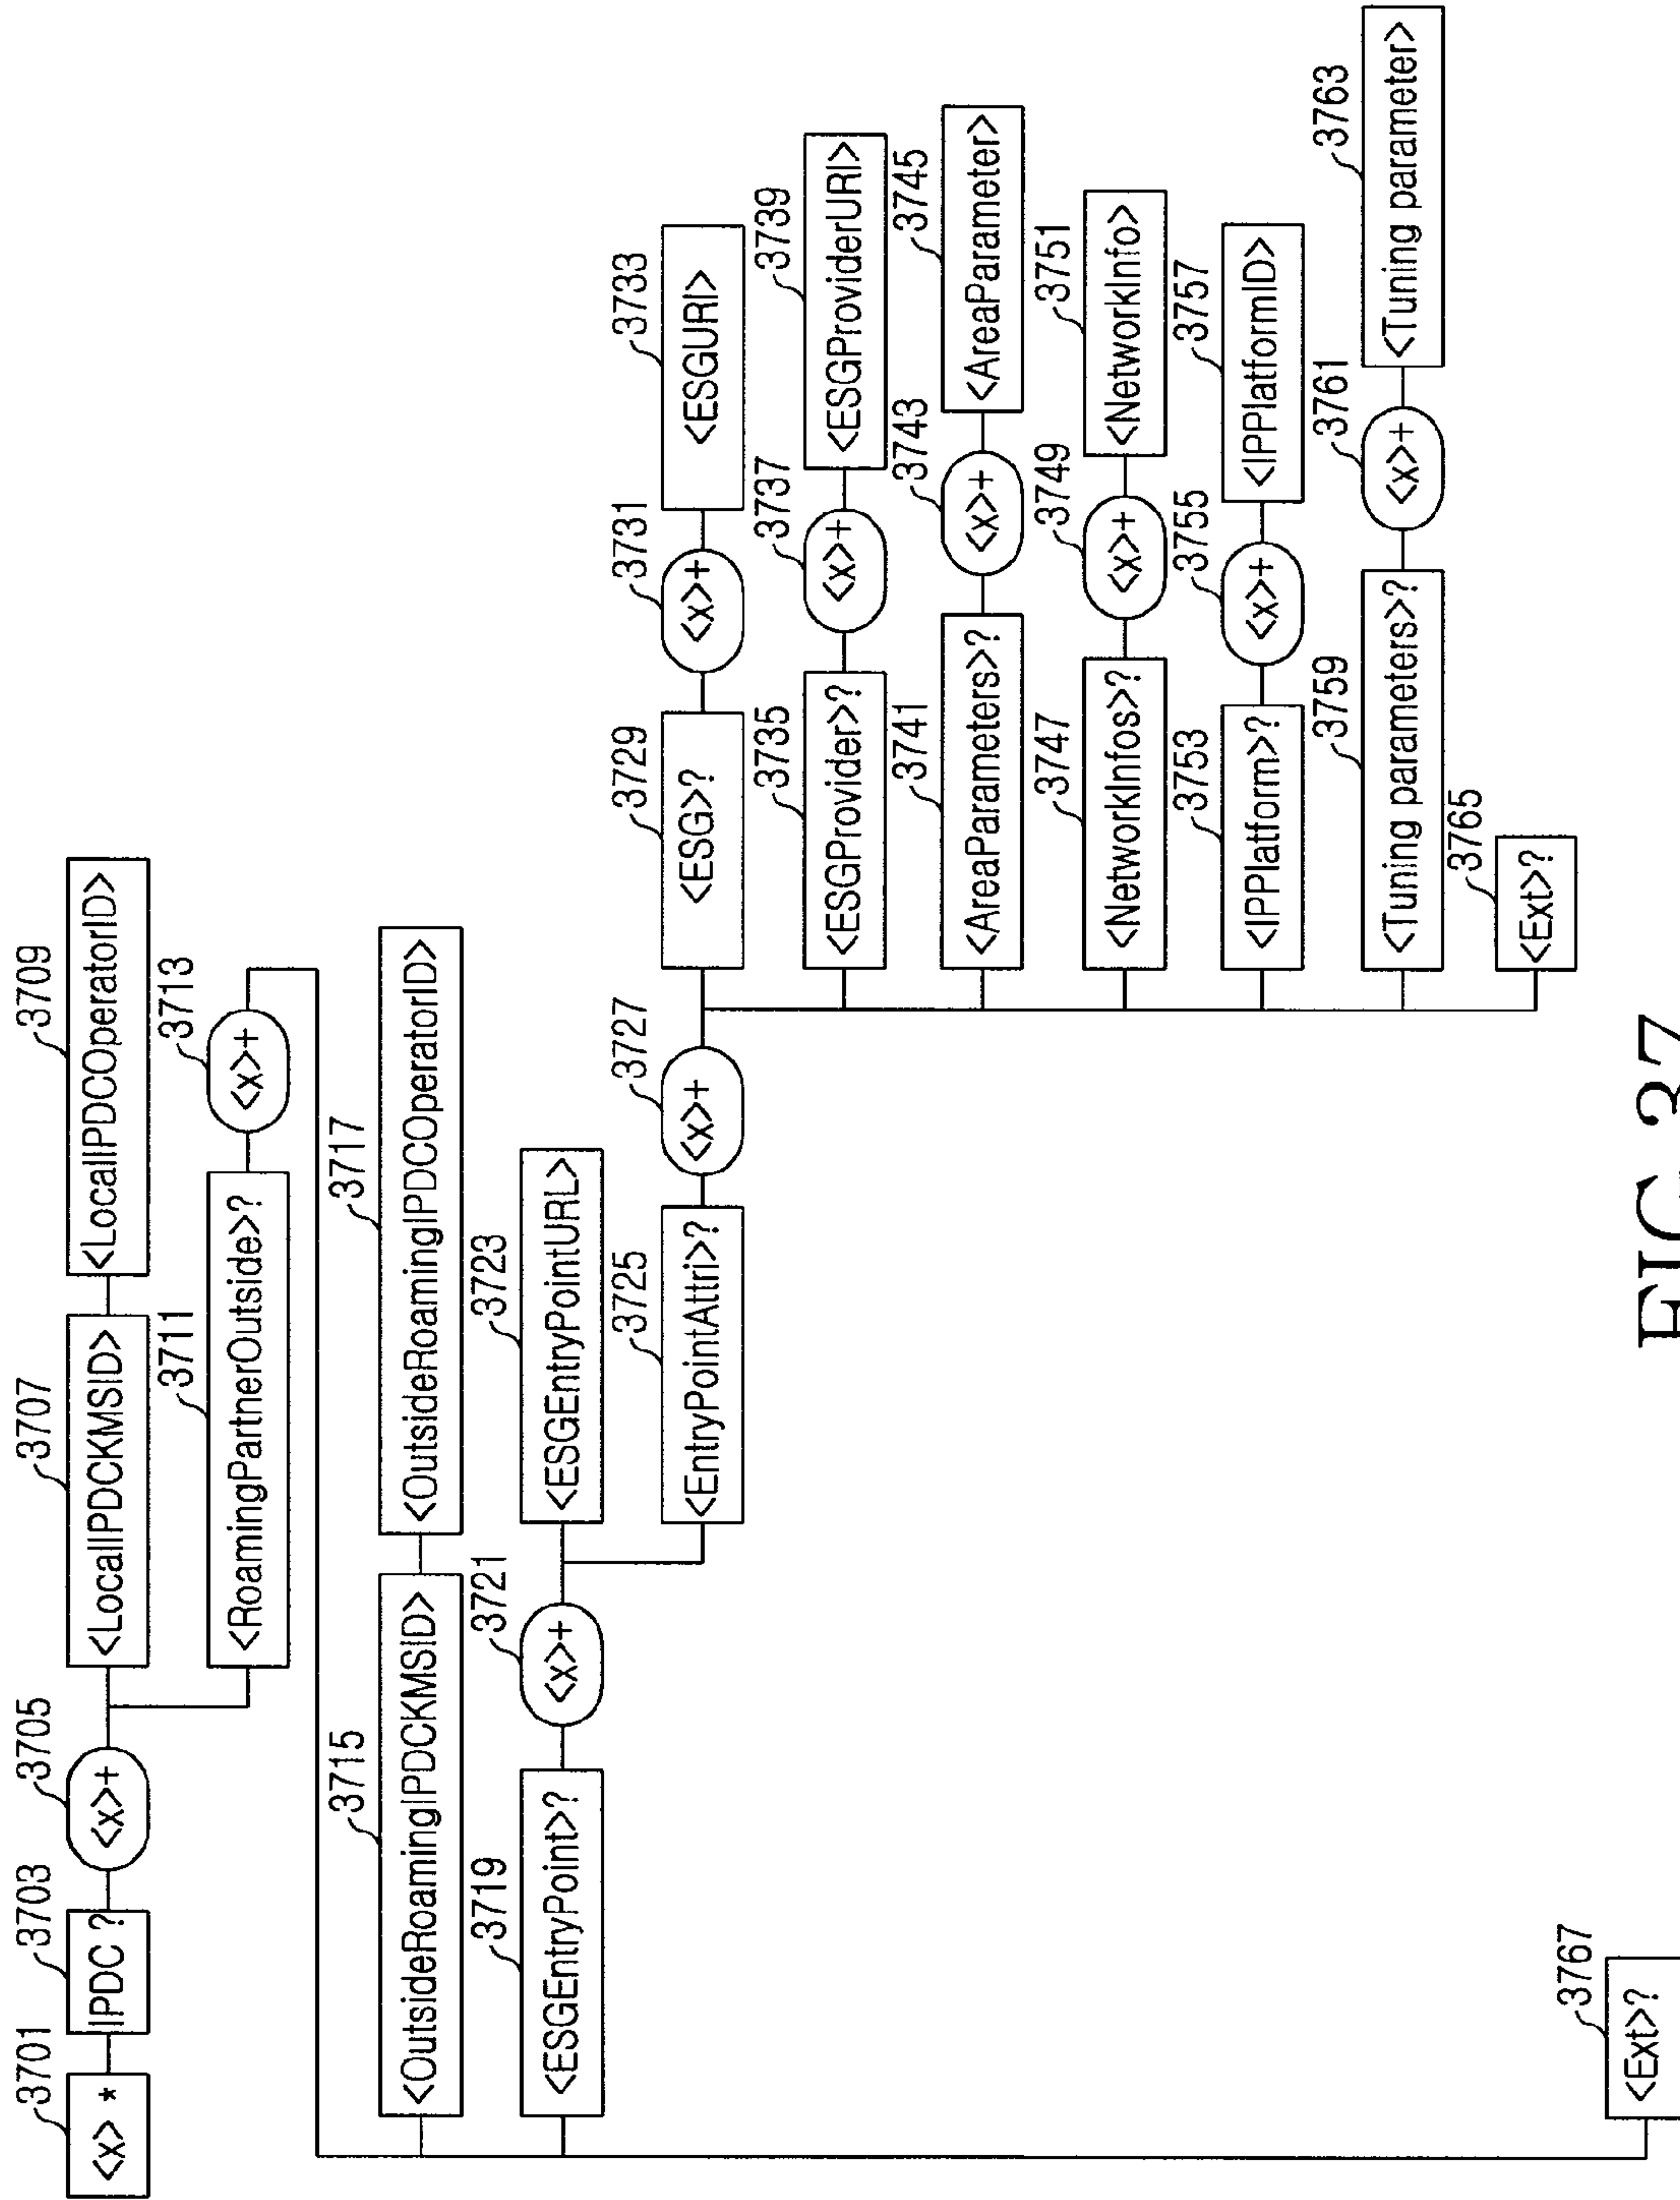 3701
<x> *
3703
IPDC ?
3705
<x>+
3707
<LocalIPDCKMSID>
3709
<LocalIPDCOperatorID>
3711
<RoamingPartnerOutside>?
3713
<x>+
3715
<OutsideRoamingIPDCKMSID>
3717
<OutsideRoamingIPDCOperatorID>
3719
<ESGEntryPoint>?
3721
<x>+
3723
<ESGEntryPointURL>
3725
<EntryPointAttri>?
3727
<x>+
3729
<ESG>?
3731
<x>+
3733
<ESGURI>
3735
<ESGProvider>?
3737
<x>+
3739
<ESGProviderURI>
3741
<AreaParameters>?
3743
<x>+
3745
<AreaParameter>
3747
<NetworkInfos>?
3749
<x>+
3751
<NetworkInfo>
3753
<IPPlatform>?
3755
<x>+
3757
<IPPlatformID>
3759
<Tuning parameters>?
3761
<x>+
3763
<Tuning parameter>
3765
<Ext>?
3767
<Ext>?
FIG. 37